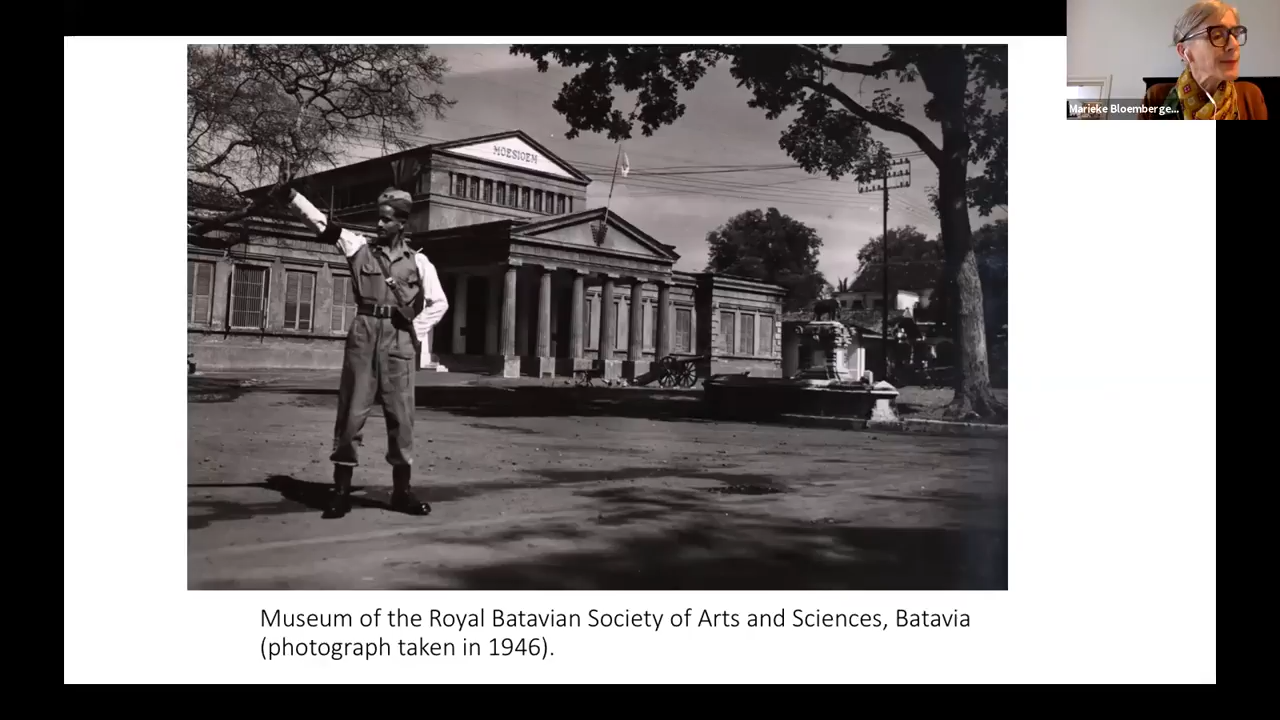 Marieke Bloemberge...
MOESIOEM
Museum of the Royal Batavian Society of Arts and Sciences, Batavia
(photograph taken in 1946).